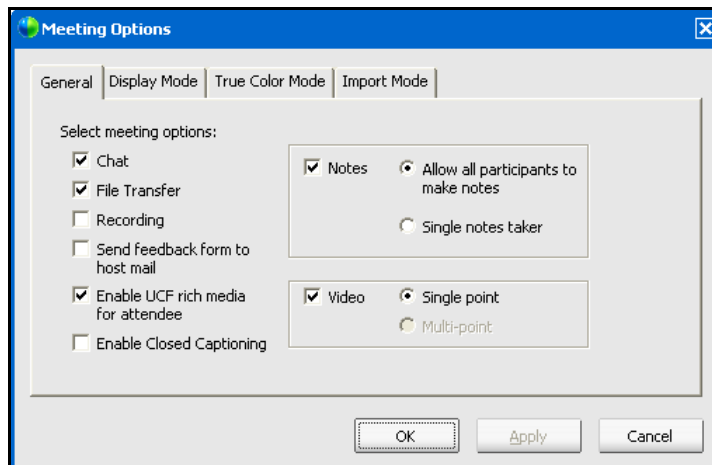 Meeting Options
General
Display Mode
True Color Mode
Import Mode
Select meeting options:
Chat
File Transfer
Recording
Send feedback form to
host mail
Enable UCF rich media
for attendee
Enable Closed Captioning
Notes
Allow all participants to
make notes
Single notes taker
Video
Single point
Multi-point
OK
Apply
Cancel